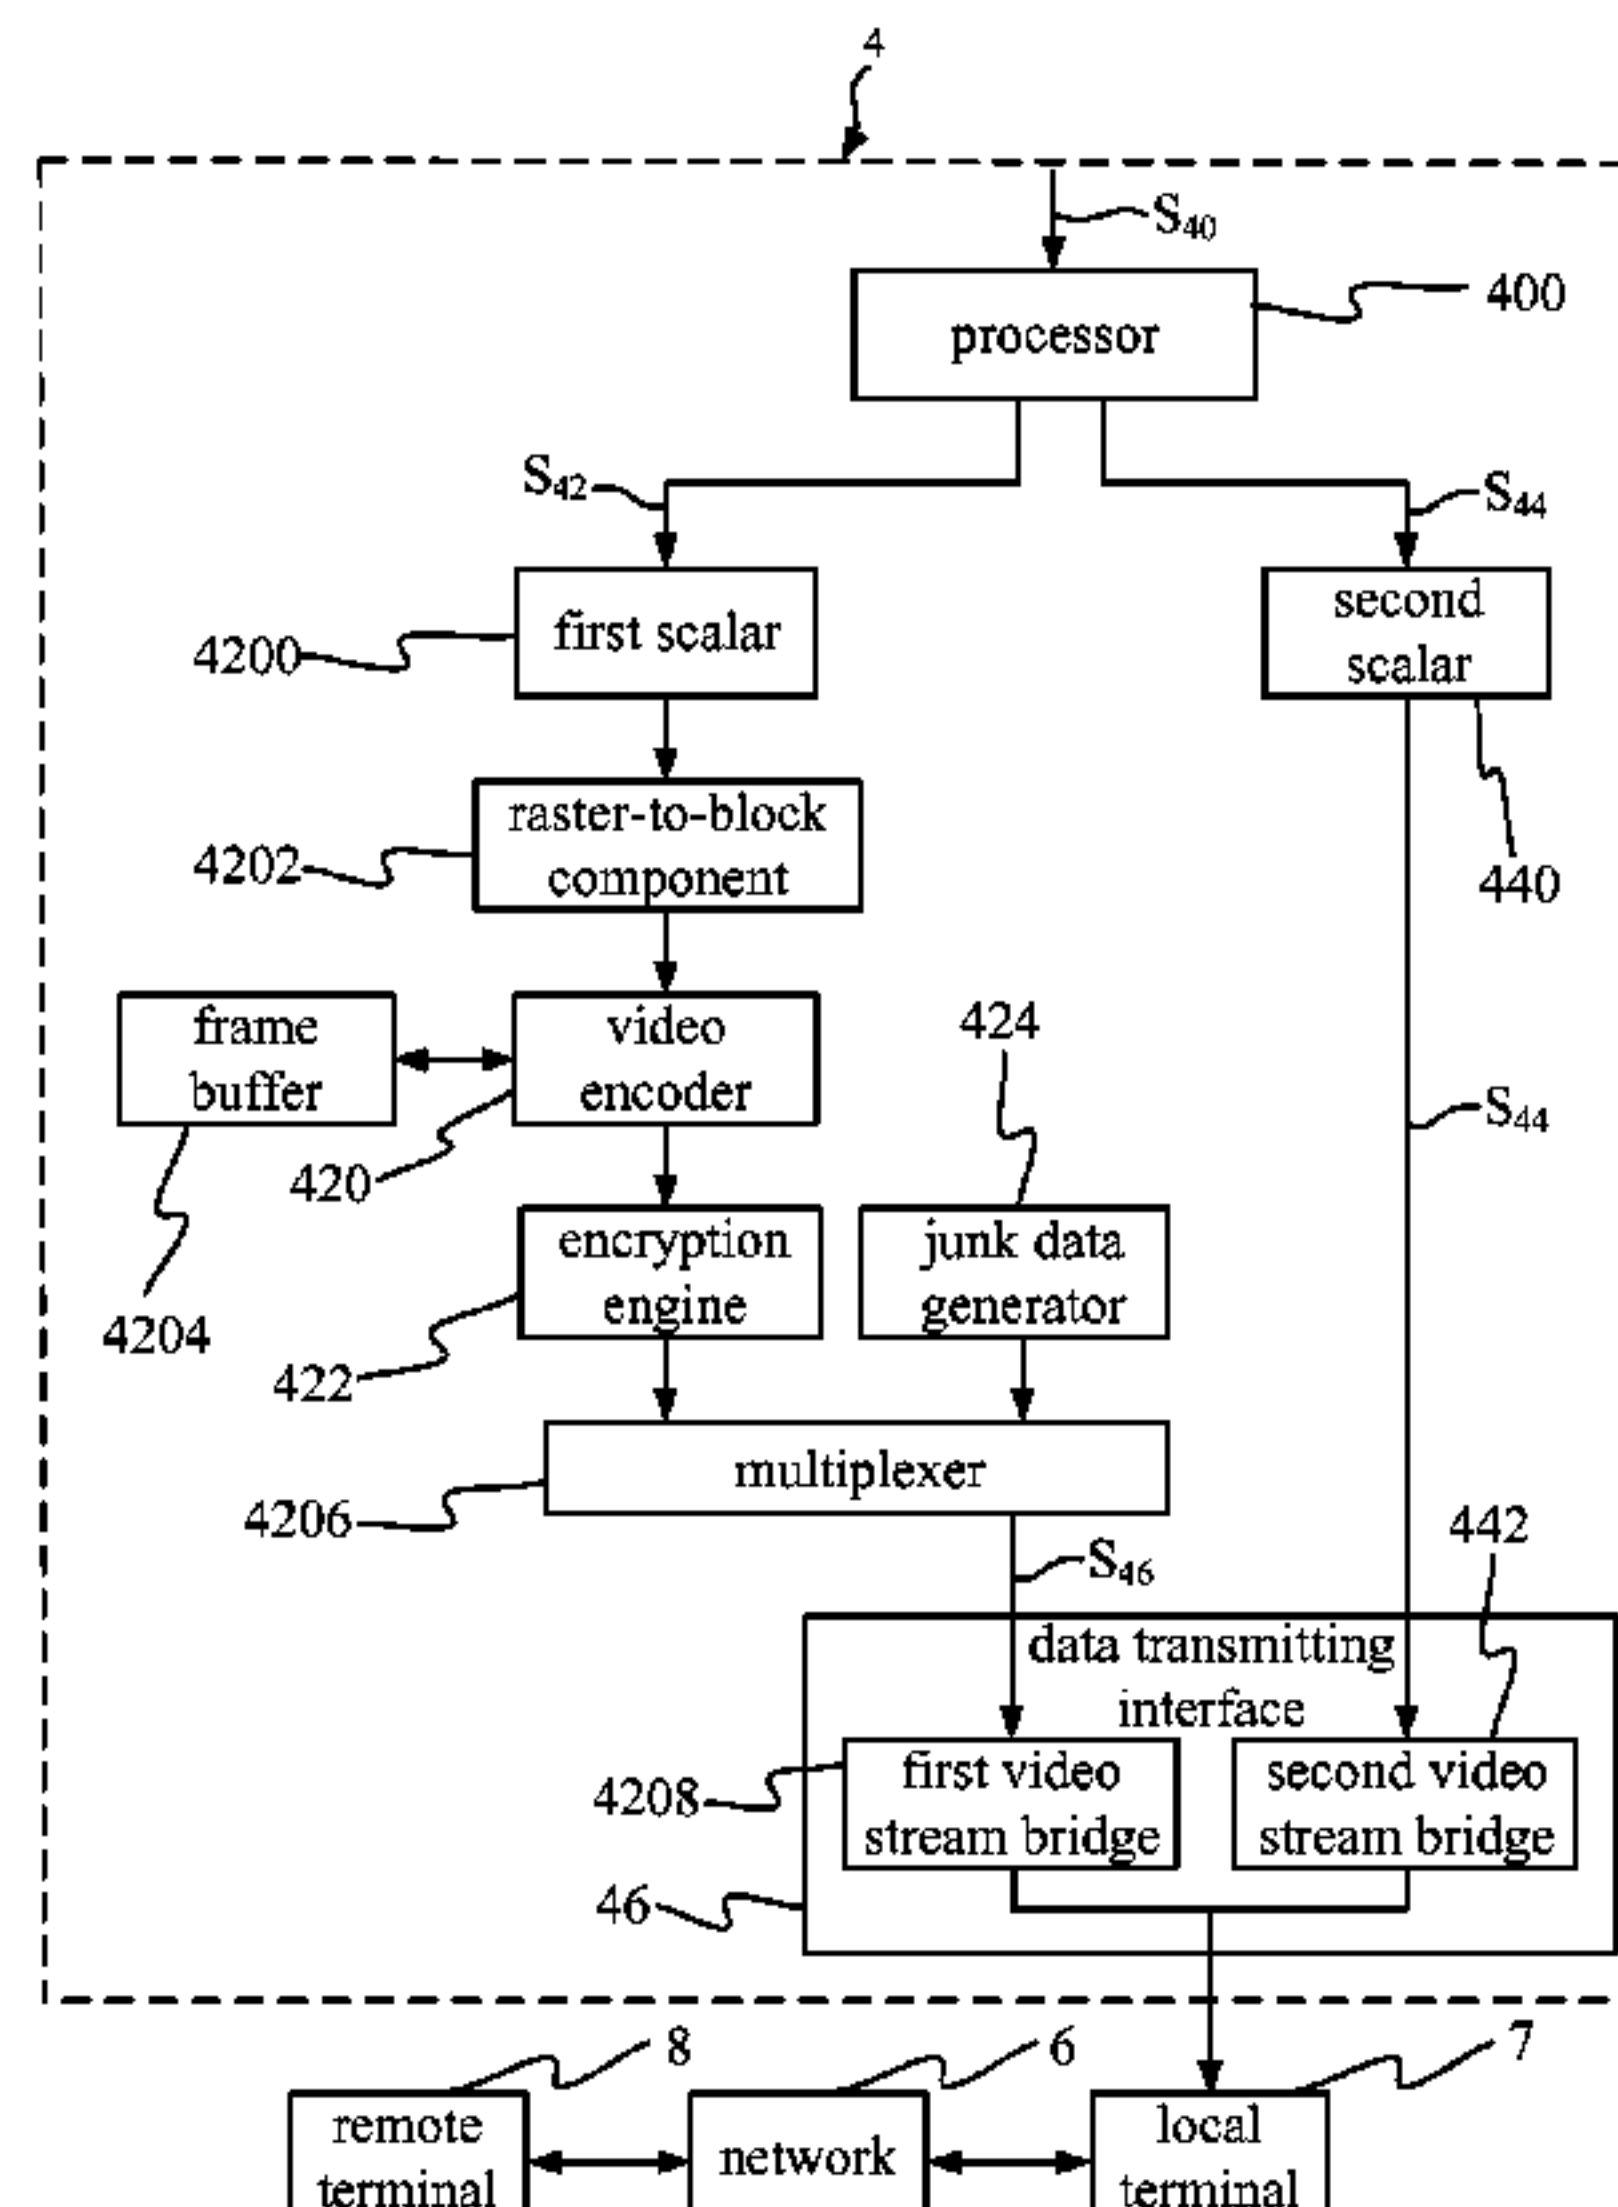 4
S40
400
processor
S42
S44
4200
first scalar
second
scalar
4202
raster-to-block
component
440
frame
buffer
video
encoder
424
S44
420
encryption
engine
junk data
generator
4204
422
multiplexer
4206
442
S46
data transmitting
interface
4208
first video
stream bridge
second video
stream bridge
46
8
6
7
remote
terminal
network
local
terminal